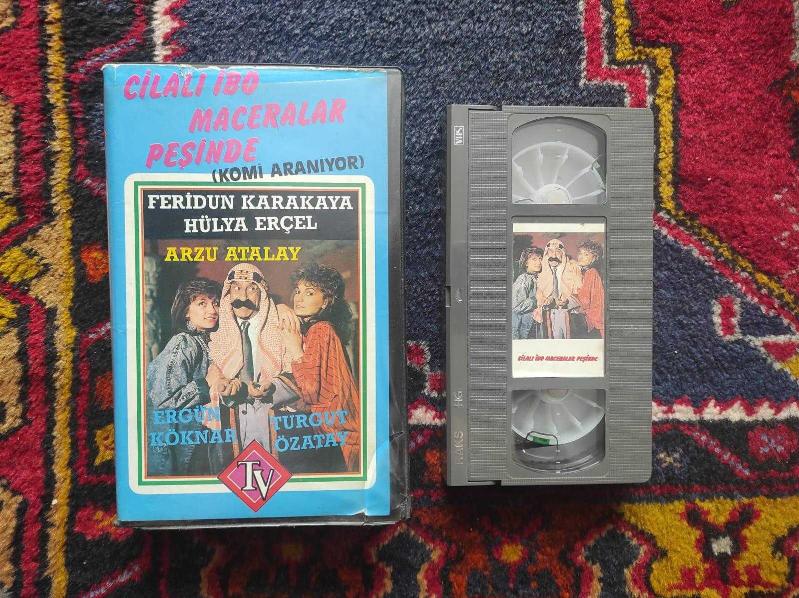 CİLALI İBO
MACERALAR
PEŞİNDE
(KOMİ ARANIYOR)
FERİDUN KARAKAYA
HÜLYA ERÇEL
ARZU ATALAY
ERGÜN
KÖKNAR
TURGUT
ÖZATAY
TV
VHS
CİLALI İBO MACERALAR PEŞİNDE
RAKS